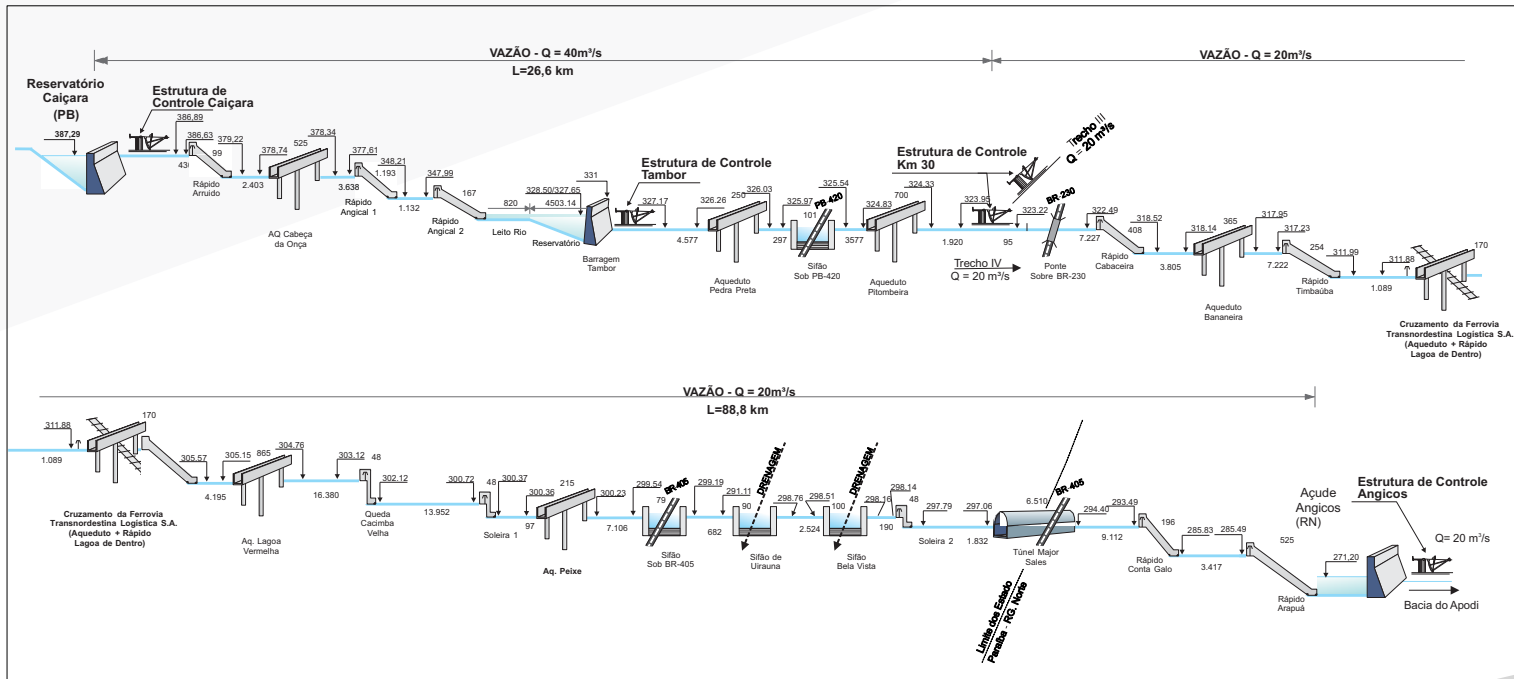 VAZÃO - Q = 40m³/s
L=26,6 km
VAZÃO - Q = 20m³/s
Reservatório
Caiçara
(PB)
387,29
Estrutura de
Controle Caiçara
386,89
386,63
43
99
Rápido
Arruído
379,22
2.403
378,74
525
AQ Cabeça
da Onça
378,34
3.638
377,61
1.193
Rápido
Angical 1
348,21
1.132
347,99
167
Rápido
Angical 2
820
Leito Rio
328.50/327.65
4503.14
Reservatório
331
Barragem
Tambor
Estrutura de Controle
Tambor
327,17
4.577
326.26
250
Aqueduto
Pedra Preta
326.03
297
325.97
101
PB-420
Sifão
Sob PB-420
325.54
3577
324.83
700
Aqueduto
Pitombeira
324.33
1.920
Estrutura de Controle
Km 30
323.95
Trecho III
Q = 20 m³/s
Trecho IV
Q = 20 m³/s
95
323.22
BR-230
Ponte
Sobre BR-230
7.227
322.49
408
Rápido
Cabaceira
318.52
3.805
318.14
365
Aqueduto
Bananeira
317.95
7.222
317.23
254
Rápido
Timbaúba
311.99
1.089
311.88
170
Cruzamento da Ferrovia
Transnordestina Logística S.A.
(Aqueduto + Rápido
Lagoa de Dentro)
VAZÃO - Q = 20m³/s
L=88,8 km
311.88
1.089
170
Cruzamento da Ferrovia
Transnordestina Logística S.A.
(Aqueduto + Rápido
Lagoa de Dentro)
305.57
4.195
305.15
865
Aq. Lagoa
Vermelha
304.76
16.380
303.12
48
302.12
Queda
Cacimba
Velha
13.952
300.72
48
300.37
Soleira 1
97
300.36
215
Aq. Peixe
300.23
7.106
299.54
79
BR-405
Sifão
Sob BR-405
299.19
682
291.11
90
DRENAGEM
Sifão de
Uirauna
298.76
2.524
298.51
100
DRENAGEM
Sifão
Bela Vista
298.16
190
298.14
48
Soleira 2
297.79
1.832
297.06
6.510
BR-405
Túnel Major
Sales
Limite dos Estado
Paraíba - RG. Norte
294.40
9.112
293.49
196
Rápido
Conta Galo
285.83
3.417
285.49
525
Rápido
Arapuá
271,20
Açude
Angicos
(RN)
Estrutura de Controle
Angicos
Q= 20 m³/s
Bacia do Apodi